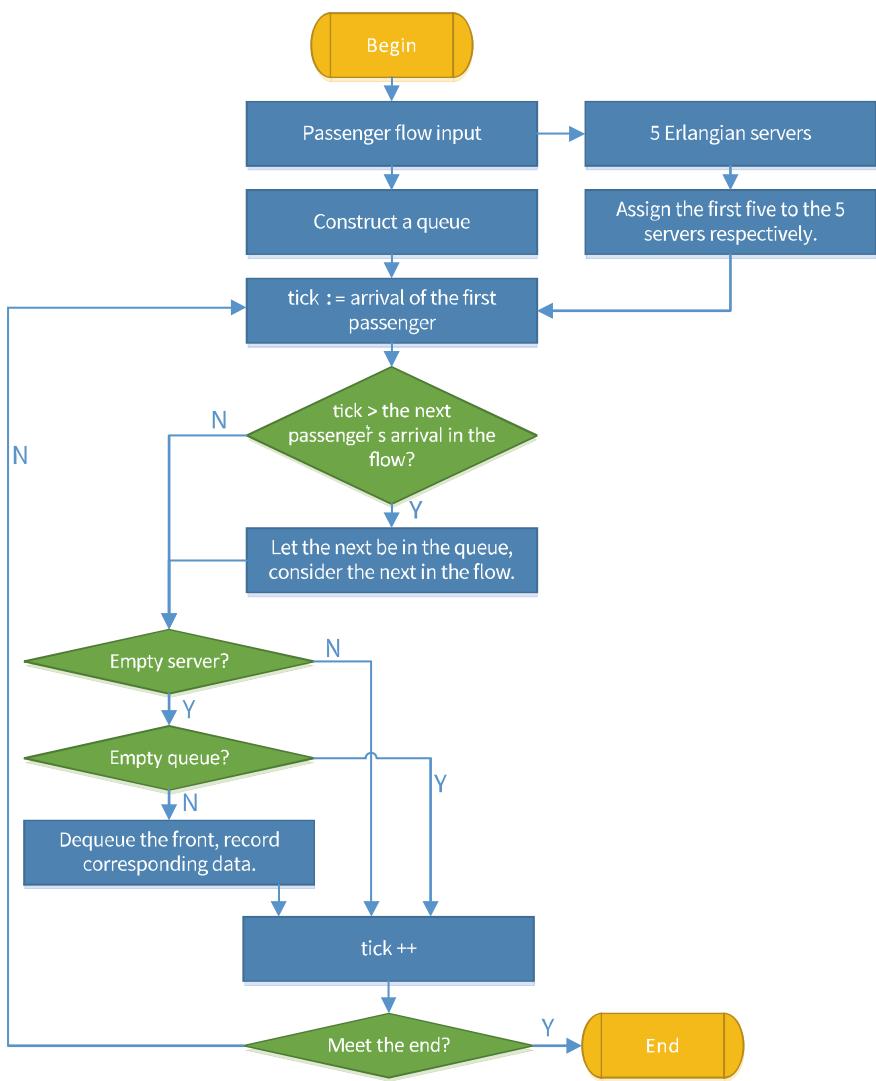 Begin
Passenger flow input
5 Erlangian servers
Construct a queue
Assign the first five to the 5
servers respectively.
tick := arrival of the first
passenger
N
tick > the next
passenger's arrival in the
flow?
N
Y
Let the next be in the queue,
consider the next in the flow.
Empty server?
N
Y
Empty queue?
Y
N
Dequeue the front, record
corresponding data.
tick ++
Meet the end?
Y
End